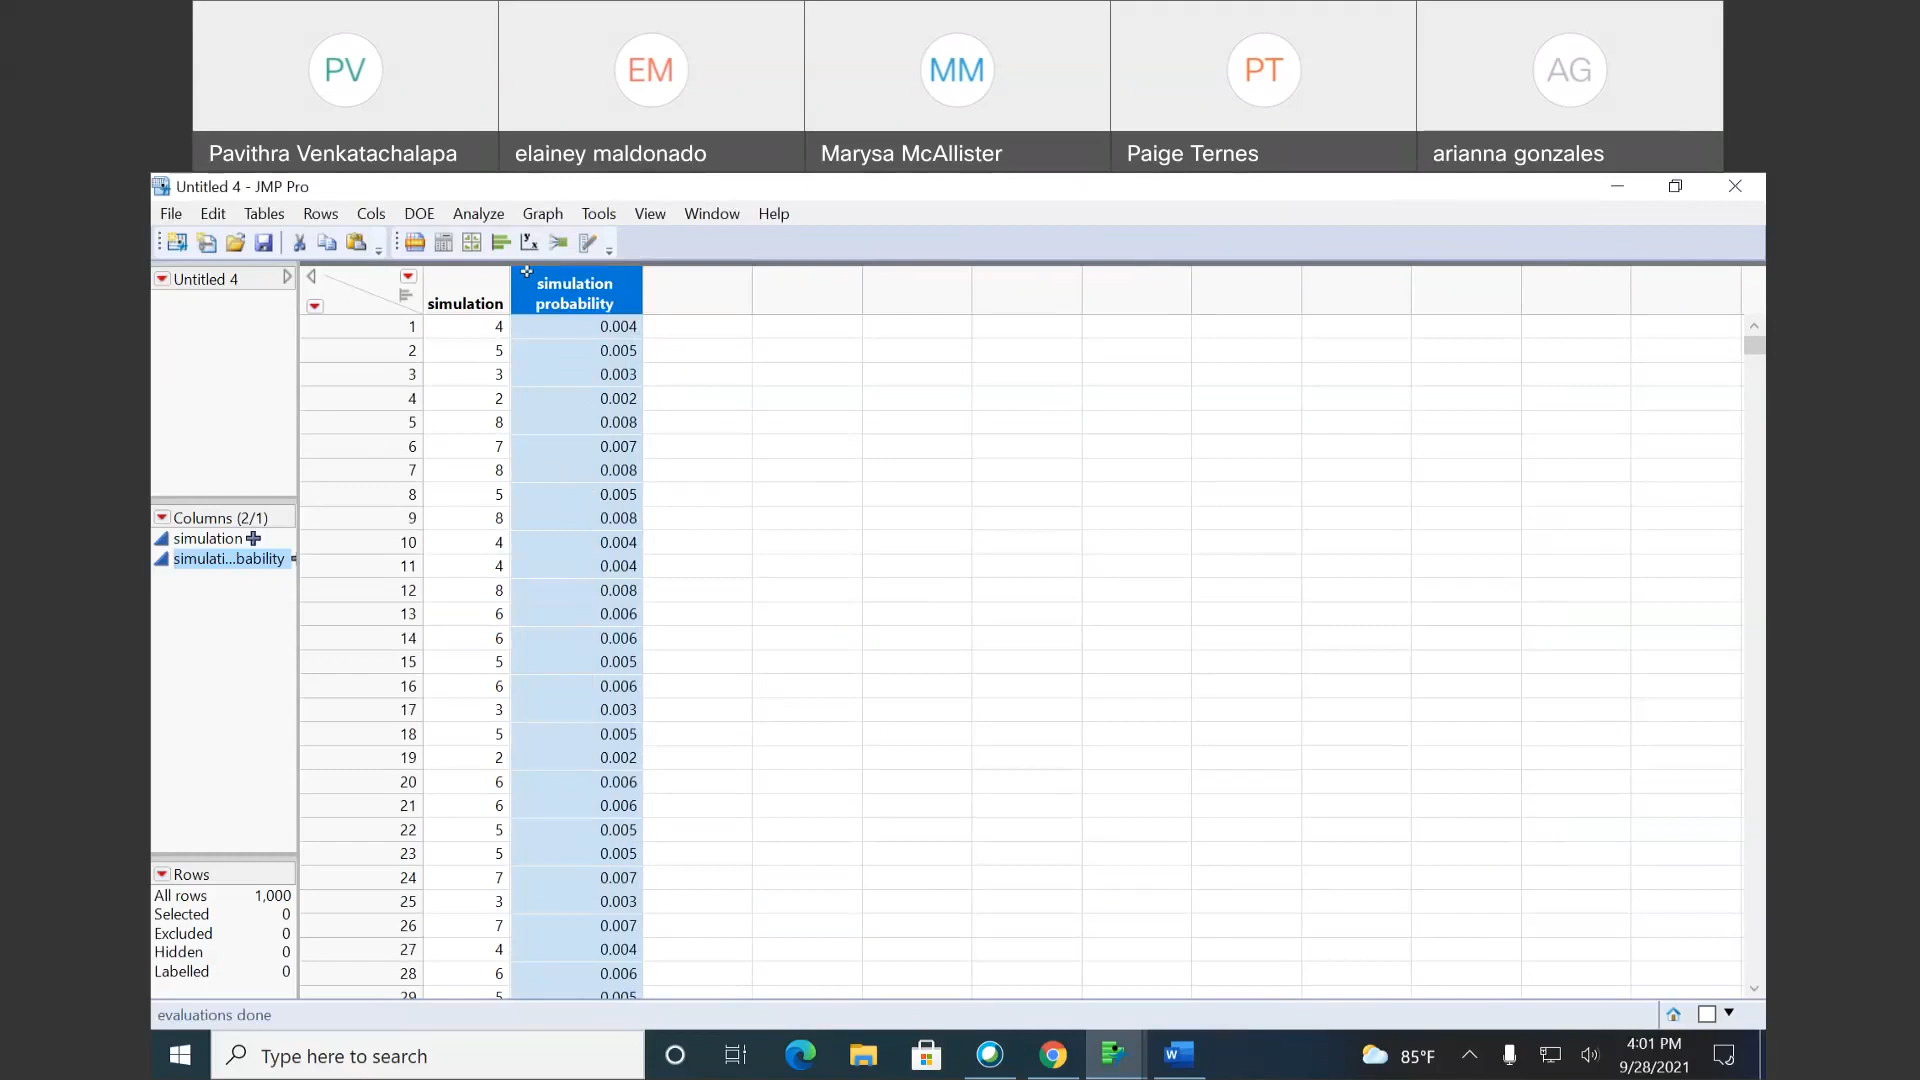 PV
EM
MM
PT
AG
Pavithra Venkatachalapa
elainey maldonado
Marysa McAllister
Paige Ternes
arianna gonzales
Untitled 4 - JMP Pro
File Edit Tables Rows Cols DOE Analyze Graph Tools View Window Help
Untitled 4
simulation
simulation
probability
1 4 0.004
2 5 0.005
3 3 0.003
4 2 0.002
5 8 0.008
6 7 0.007
7 8 0.008
8 5 0.005
9 8 0.008
10 4 0.004
11 4 0.004
12 8 0.008
13 6 0.006
14 6 0.006
15 5 0.005
16 6 0.006
17 3 0.003
18 5 0.005
19 2 0.002
20 6 0.006
21 6 0.006
22 5 0.005
23 5 0.005
24 7 0.007
25 3 0.003
26 7 0.007
27 4 0.004
28 6 0.006
29 5 0.005
Columns (2/1)
simulation
simulati...bability
Rows
All rows 1,000
Selected 0
Excluded 0
Hidden 0
Labelled 0
evaluations done
Type here to search
85°F
4:01 PM
9/28/2021